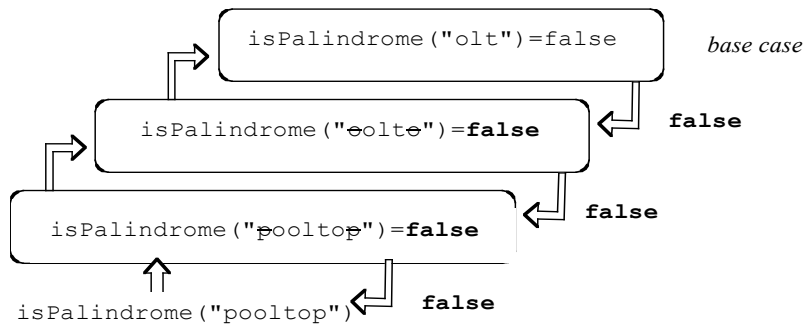 isPalindrome("olt")=false
base case
isPalindrome("oolto")=false
false
isPalindrome("pooltop")=false
false
isPalindrome("pooltop")
false